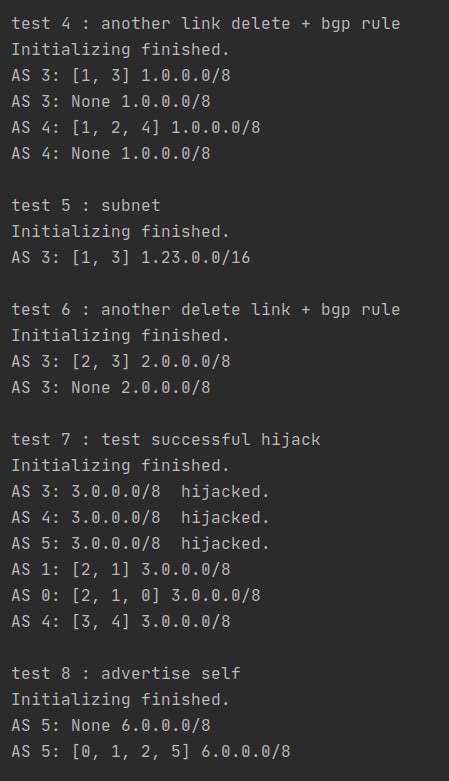 test 4 : another link delete + bgp rule
Initializing finished.
AS 3: [1, 3] 1.0.0.0/8
AS 3: None 1.0.0.0/8
AS 4: [1, 2, 4] 1.0.0.0/8
AS 4: None 1.0.0.0/8

test 5 : subnet
Initializing finished.
AS 3: [1, 3] 1.23.0.0/16

test 6 : another delete link + bgp rule
Initializing finished.
AS 3: [2, 3] 2.0.0.0/8
AS 3: None 2.0.0.0/8

test 7 : test successful hijack
Initializing finished.
AS 3: 3.0.0.0/8  hijacked.
AS 4: 3.0.0.0/8  hijacked.
AS 5: 3.0.0.0/8  hijacked.
AS 1: [2, 1] 3.0.0.0/8
AS 0: [2, 1, 0] 3.0.0.0/8
AS 4: [3, 4] 3.0.0.0/8

test 8 : advertise self
Initializing finished.
AS 5: None 6.0.0.0/8
AS 5: [0, 1, 2, 5] 6.0.0.0/8